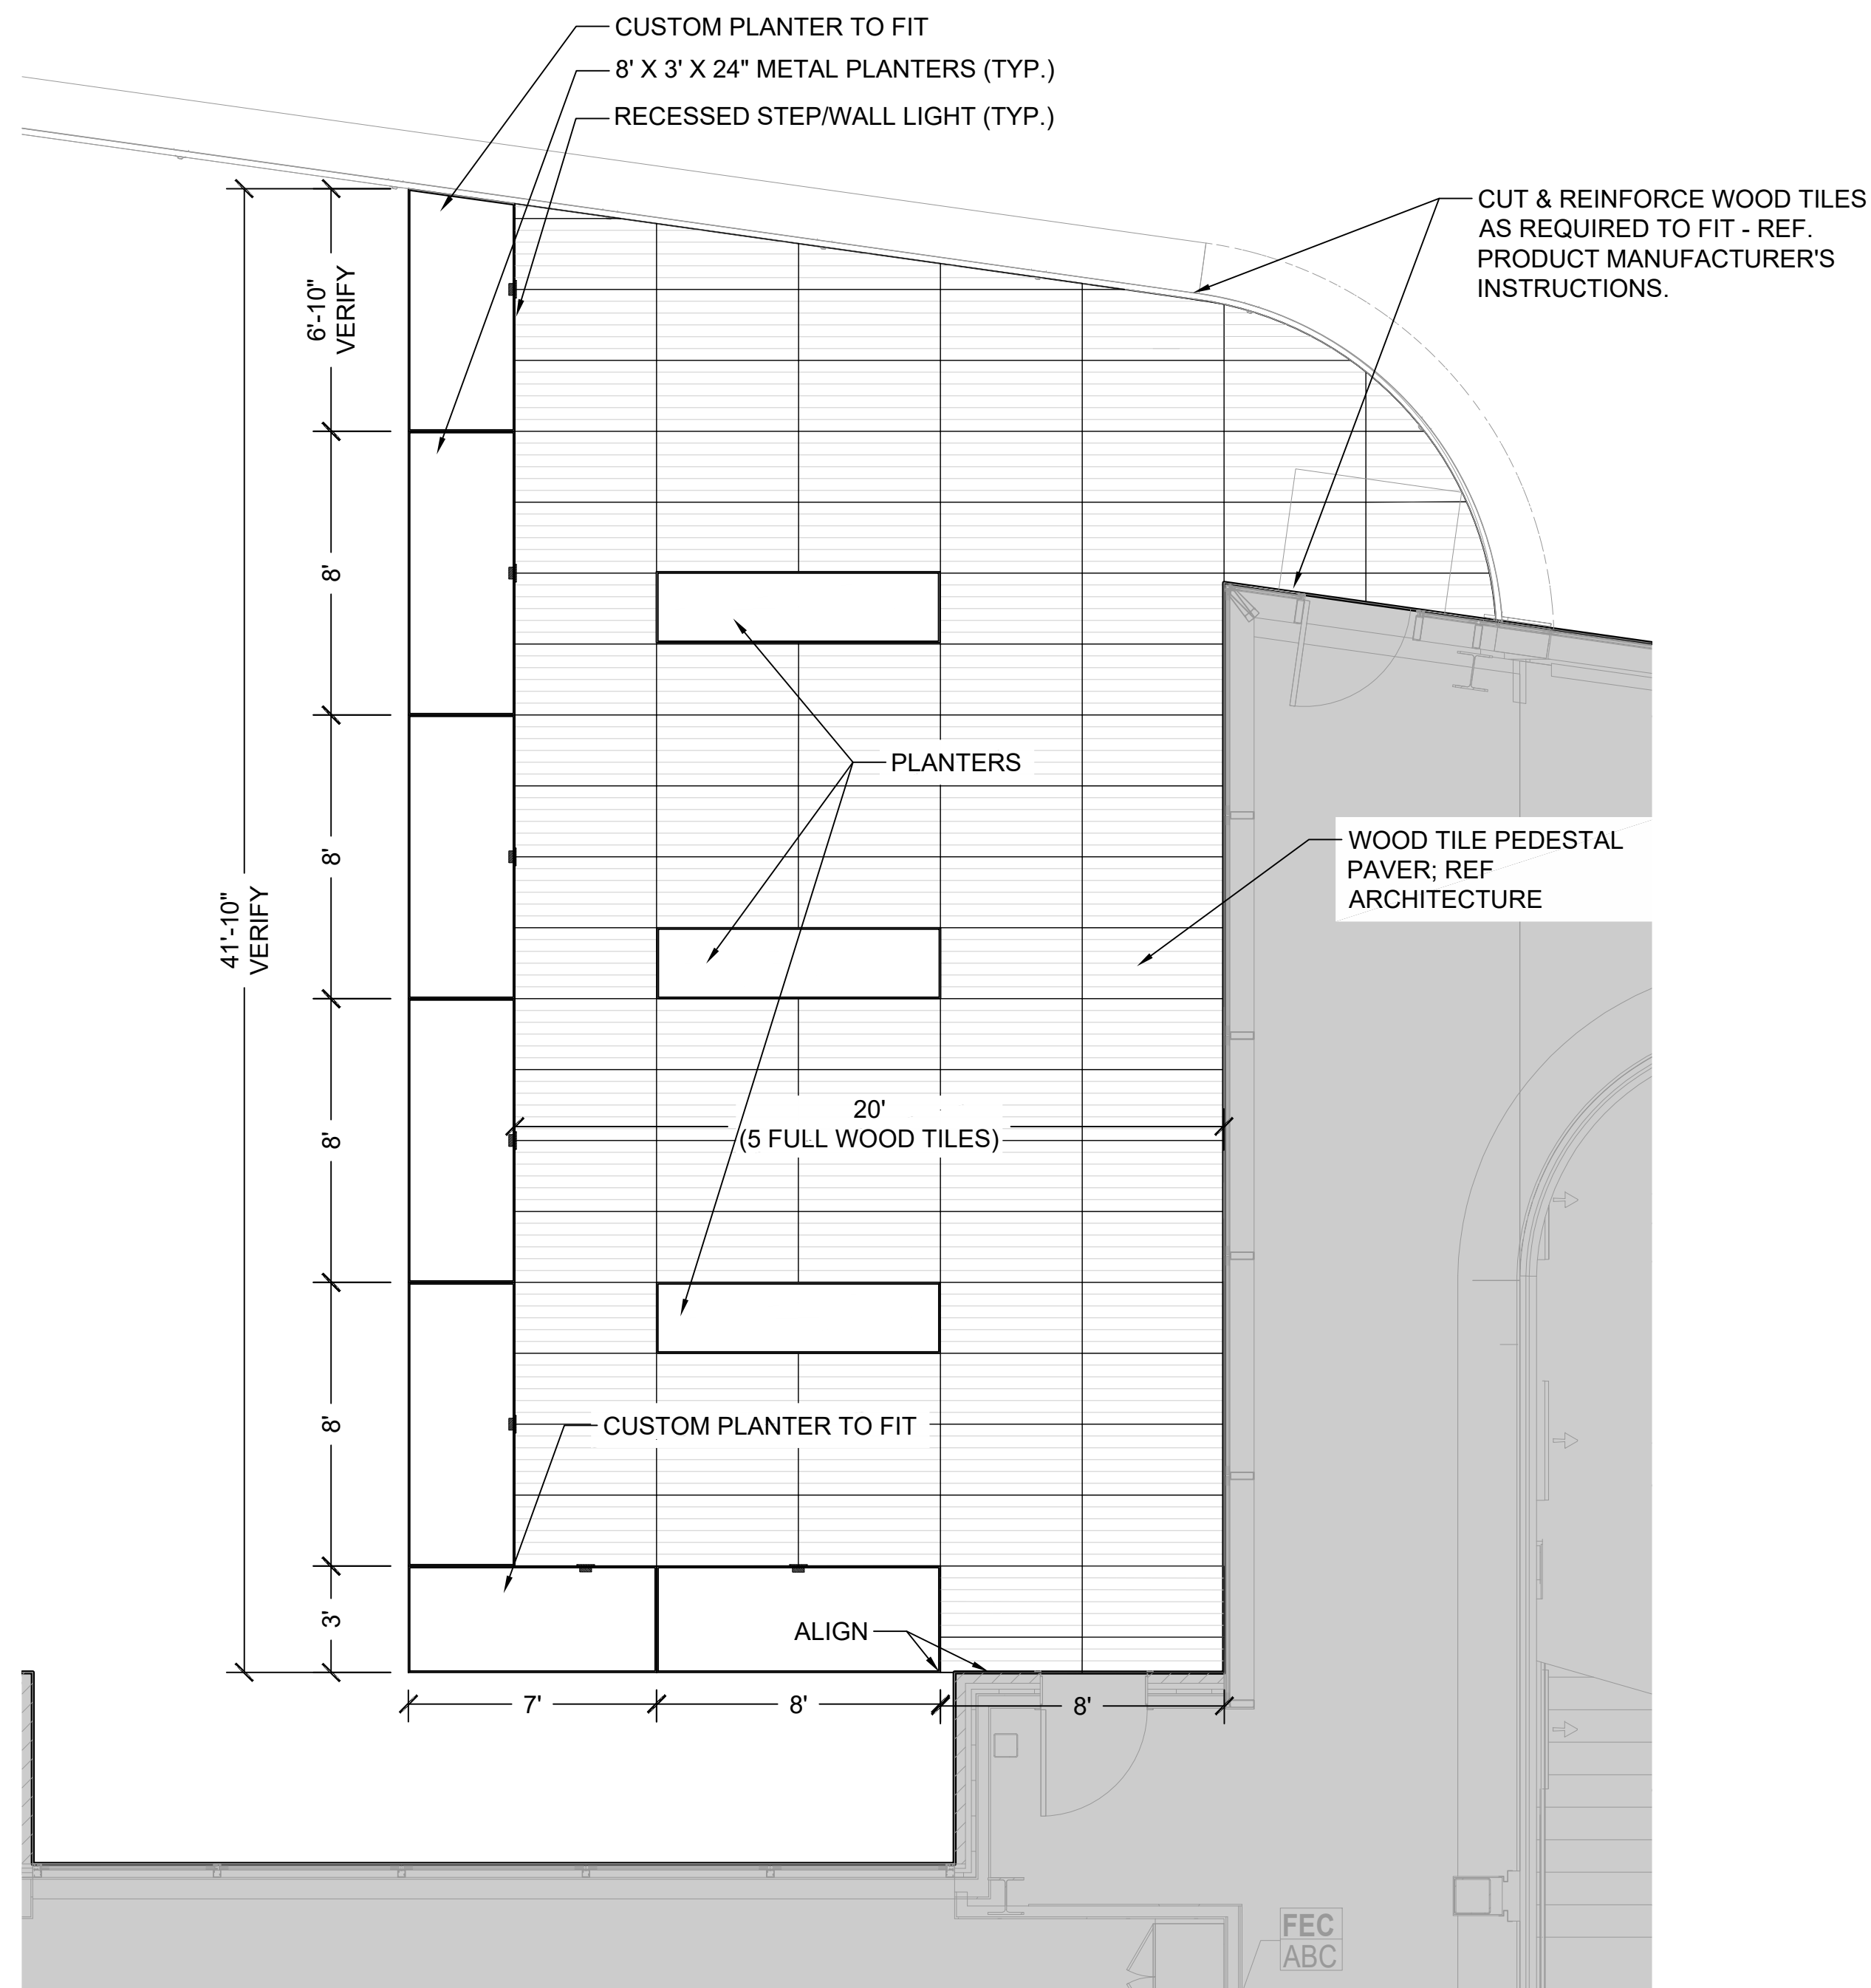 CUSTOM PLANTER TO FIT
8' X 3' X 24" METAL PLANTERS (TYP.)
RECESSED STEP/WALL LIGHT (TYP.)
CUT & REINFORCE WOOD TILES
AS REQUIRED TO FIT - REF.
PRODUCT MANUFACTURER'S
INSTRUCTIONS.
6'-10"
VERIFY
8'
PLANTERS
8'
WOOD TILE PEDESTAL
PAVER; REF
ARCHITECTURE
41'-10"
VERIFY
20'
(5 FULL WOOD TILES)
8'
8'
CUSTOM PLANTER TO FIT
3'
ALIGN
7'
8'
8'
FEC
ABC